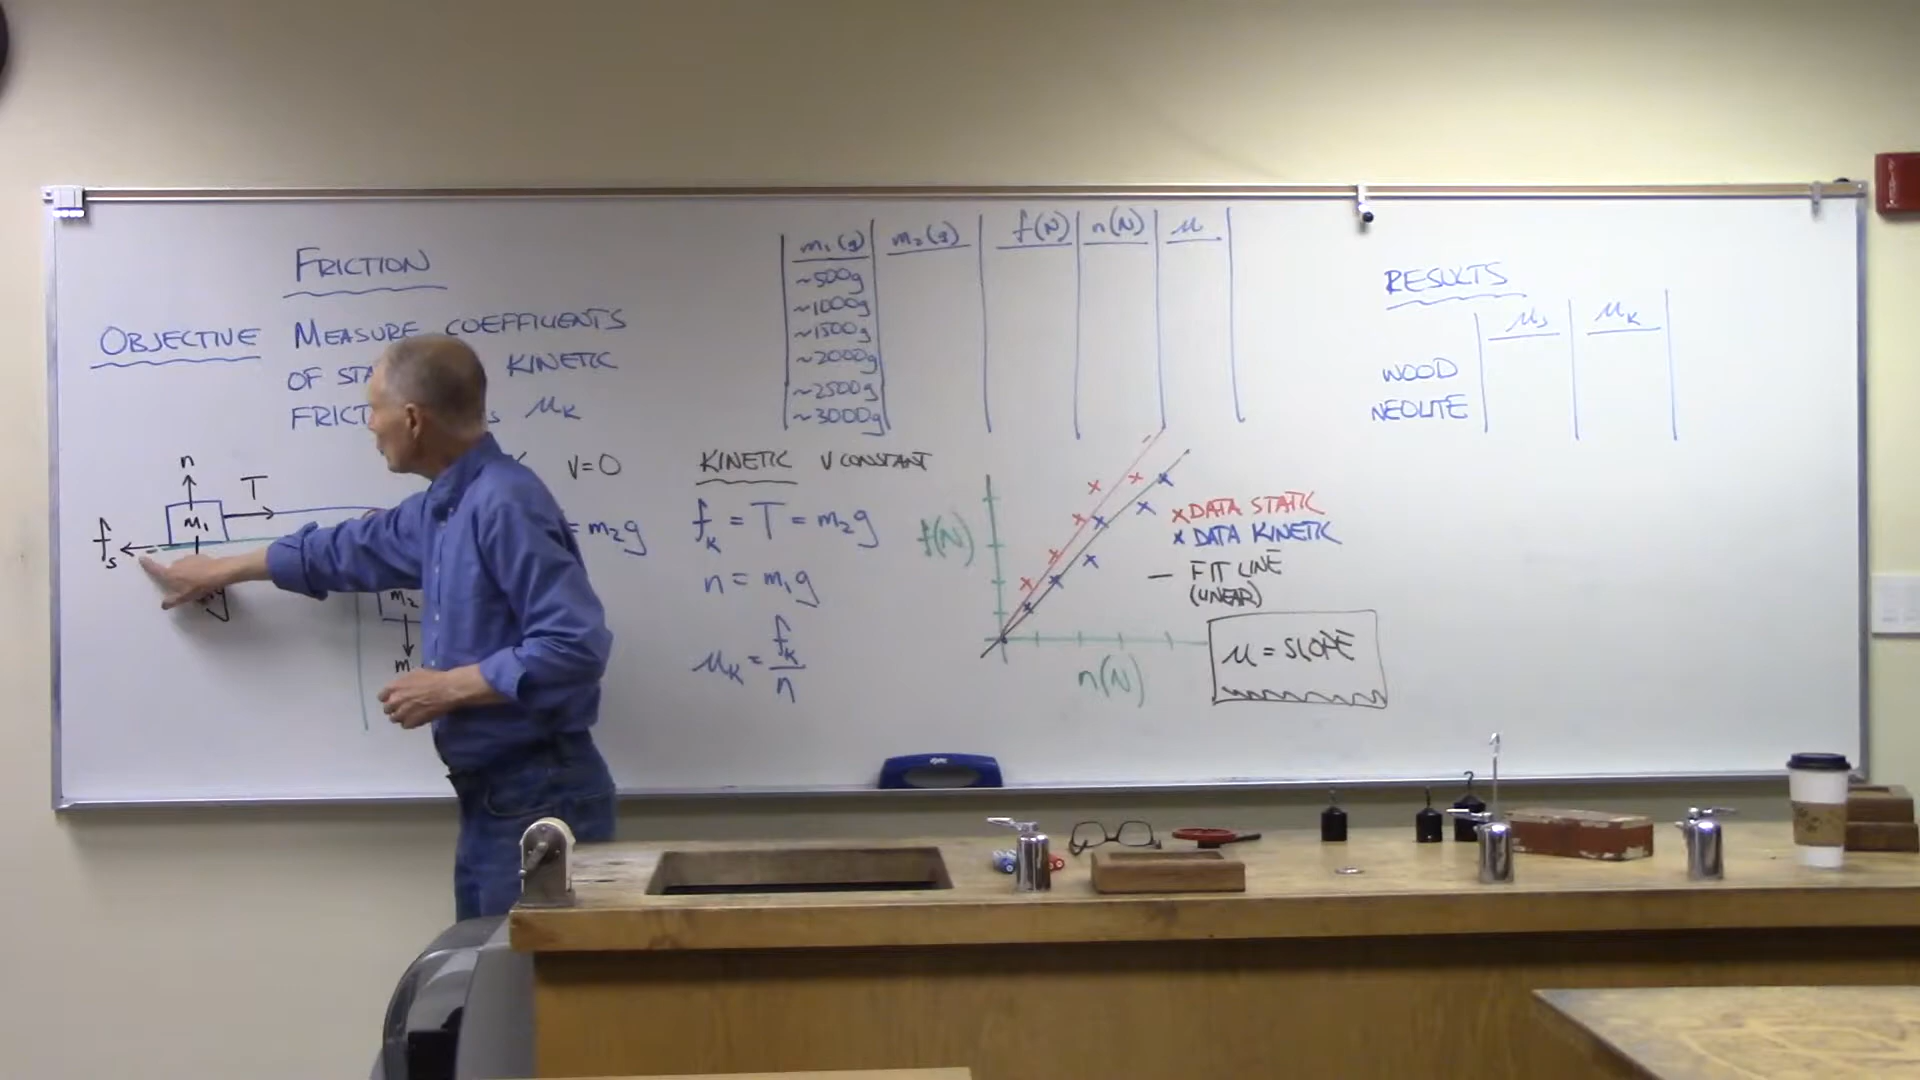 FRICTION
OBJECTIVE MEASURE COEFFICIENTS
OF KINETIC
μK
n
T
m₁
fs
m₂
V=0
= m₂g
KINETIC V CONSTANT
fK = T = m₂g
n = m₁g
μK = fK/n
m₁(g) m₂(g) f(N) n(N) μ
~500g
~1000g
~1500g
~2000g
~2500g
~3000g
f(N)
n(N)
x DATA STATIC
x DATA KINETIC
— FIT LINE
(LINEAR)
μ = SLOPE
RESULTS
μs μK
WOOD
NEOLITE